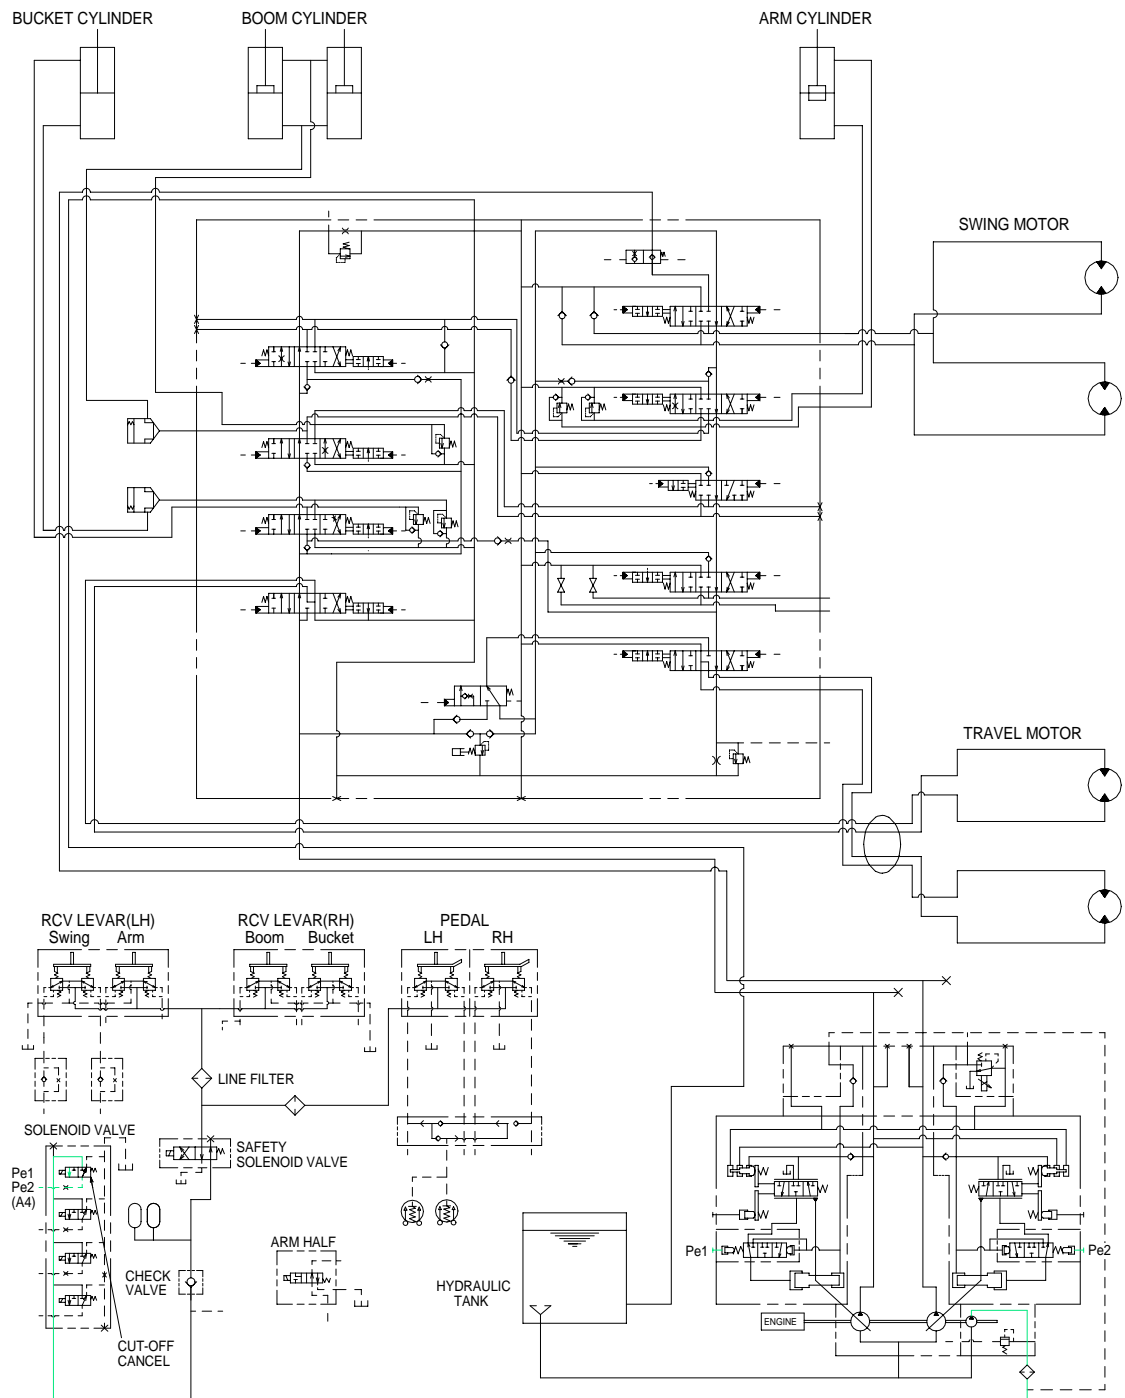 BUCKET CYLINDER
BOOM CYLINDER
ARM CYLINDER
SWING MOTOR
TRAVEL MOTOR
RCV LEVAR(LH)
Swing Arm
RCV LEVAR(RH)
Boom Bucket
PEDAL
LH RH
LINE FILTER
SOLENOID VALVE
SAFETY
SOLENOID VALVE
Pe1
Pe2
(A4)
ARM HALF
CHECK
VALVE
CUT-OFF
CANCEL
HYDRAULIC
TANK
Pe1
Pe2
ENGINE